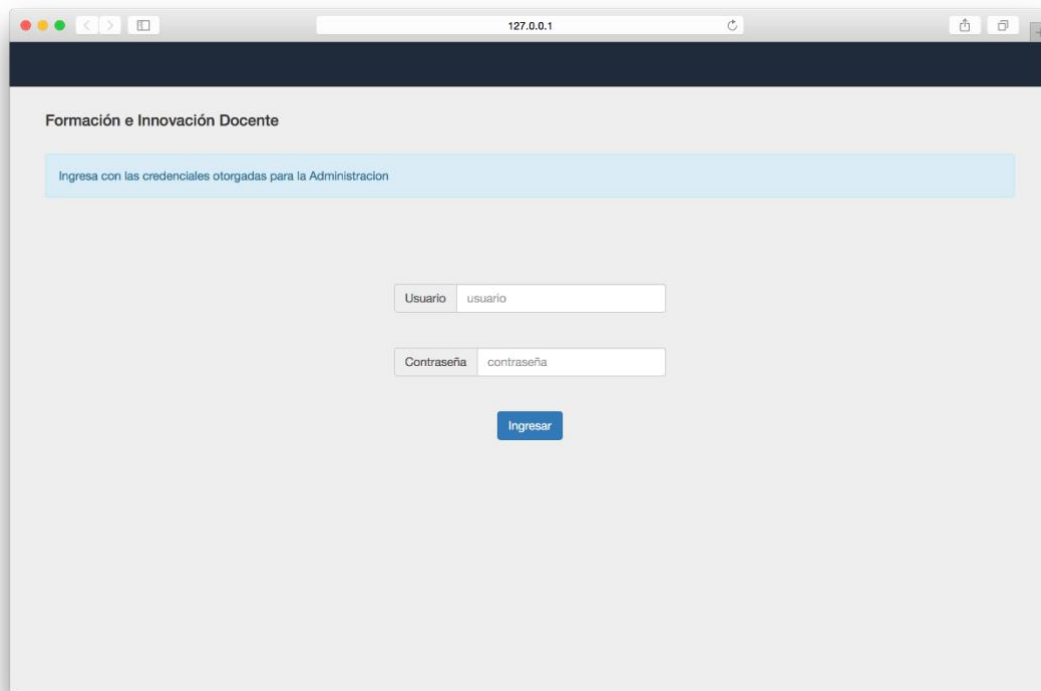 127.0.0.1
Formación e Innovación Docente
Ingresa con las credenciales otorgadas para la Administracion
Usuario usuario
Contraseña contraseña
Ingresar